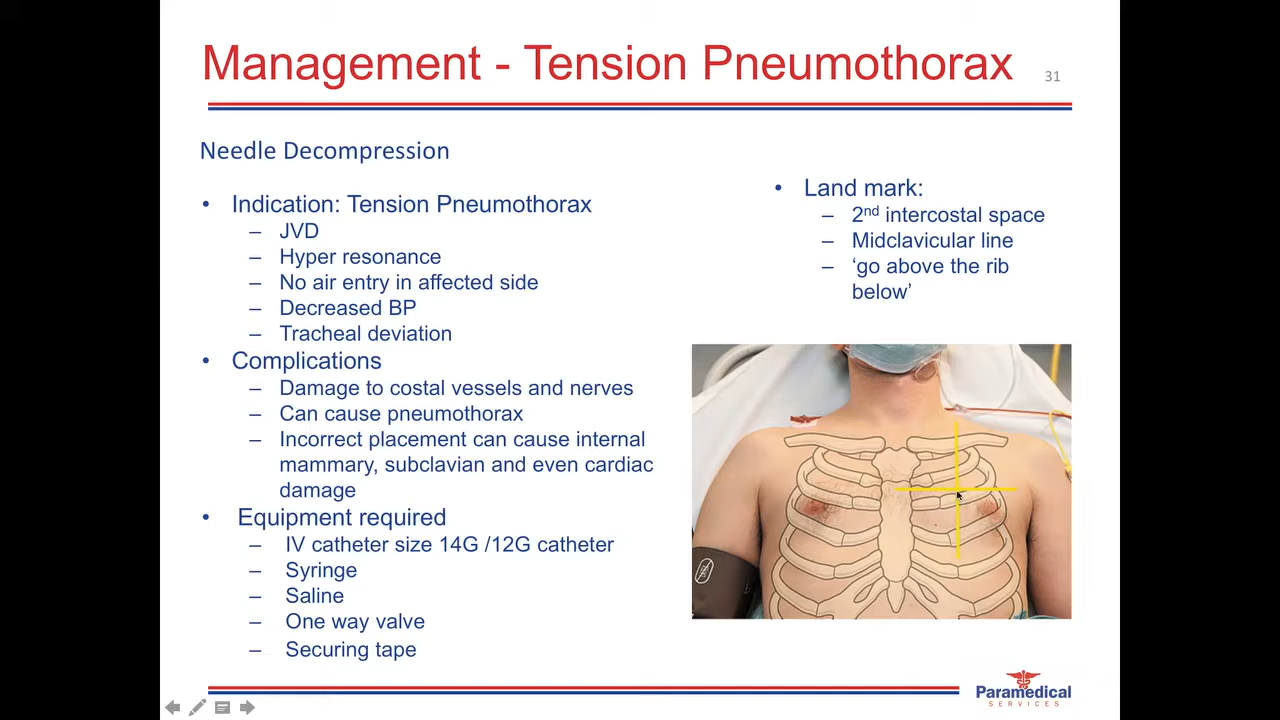 Management - Tension Pneumothorax
31
Needle Decompression
• Indication: Tension Pneumothorax
– JVD
– Hyper resonance
– No air entry in affected side
– Decreased BP
– Tracheal deviation
• Complications
– Damage to costal vessels and nerves
– Can cause pneumothorax
– Incorrect placement can cause internal
mammary, subclavian and even cardiac
damage
• Equipment required
– IV catheter size 14G /12G catheter
– Syringe
– Saline
– One way valve
– Securing tape
• Land mark:
– 2nd intercostal space
– Midclavicular line
– ‘go above the rib
below’
Paramedical
SERVICES